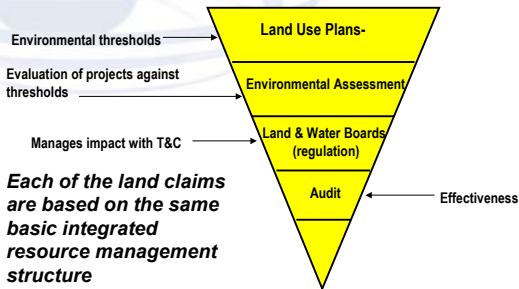 Land Use Plans-
Environmental thresholds
Evaluation of projects against
thresholds
Environmental Assessment
Manages impact with T&C
Land & Water Boards
(regulation)
Each of the land claims
are based on the same
basic integrated
resource management
structure
Audit
Effectiveness